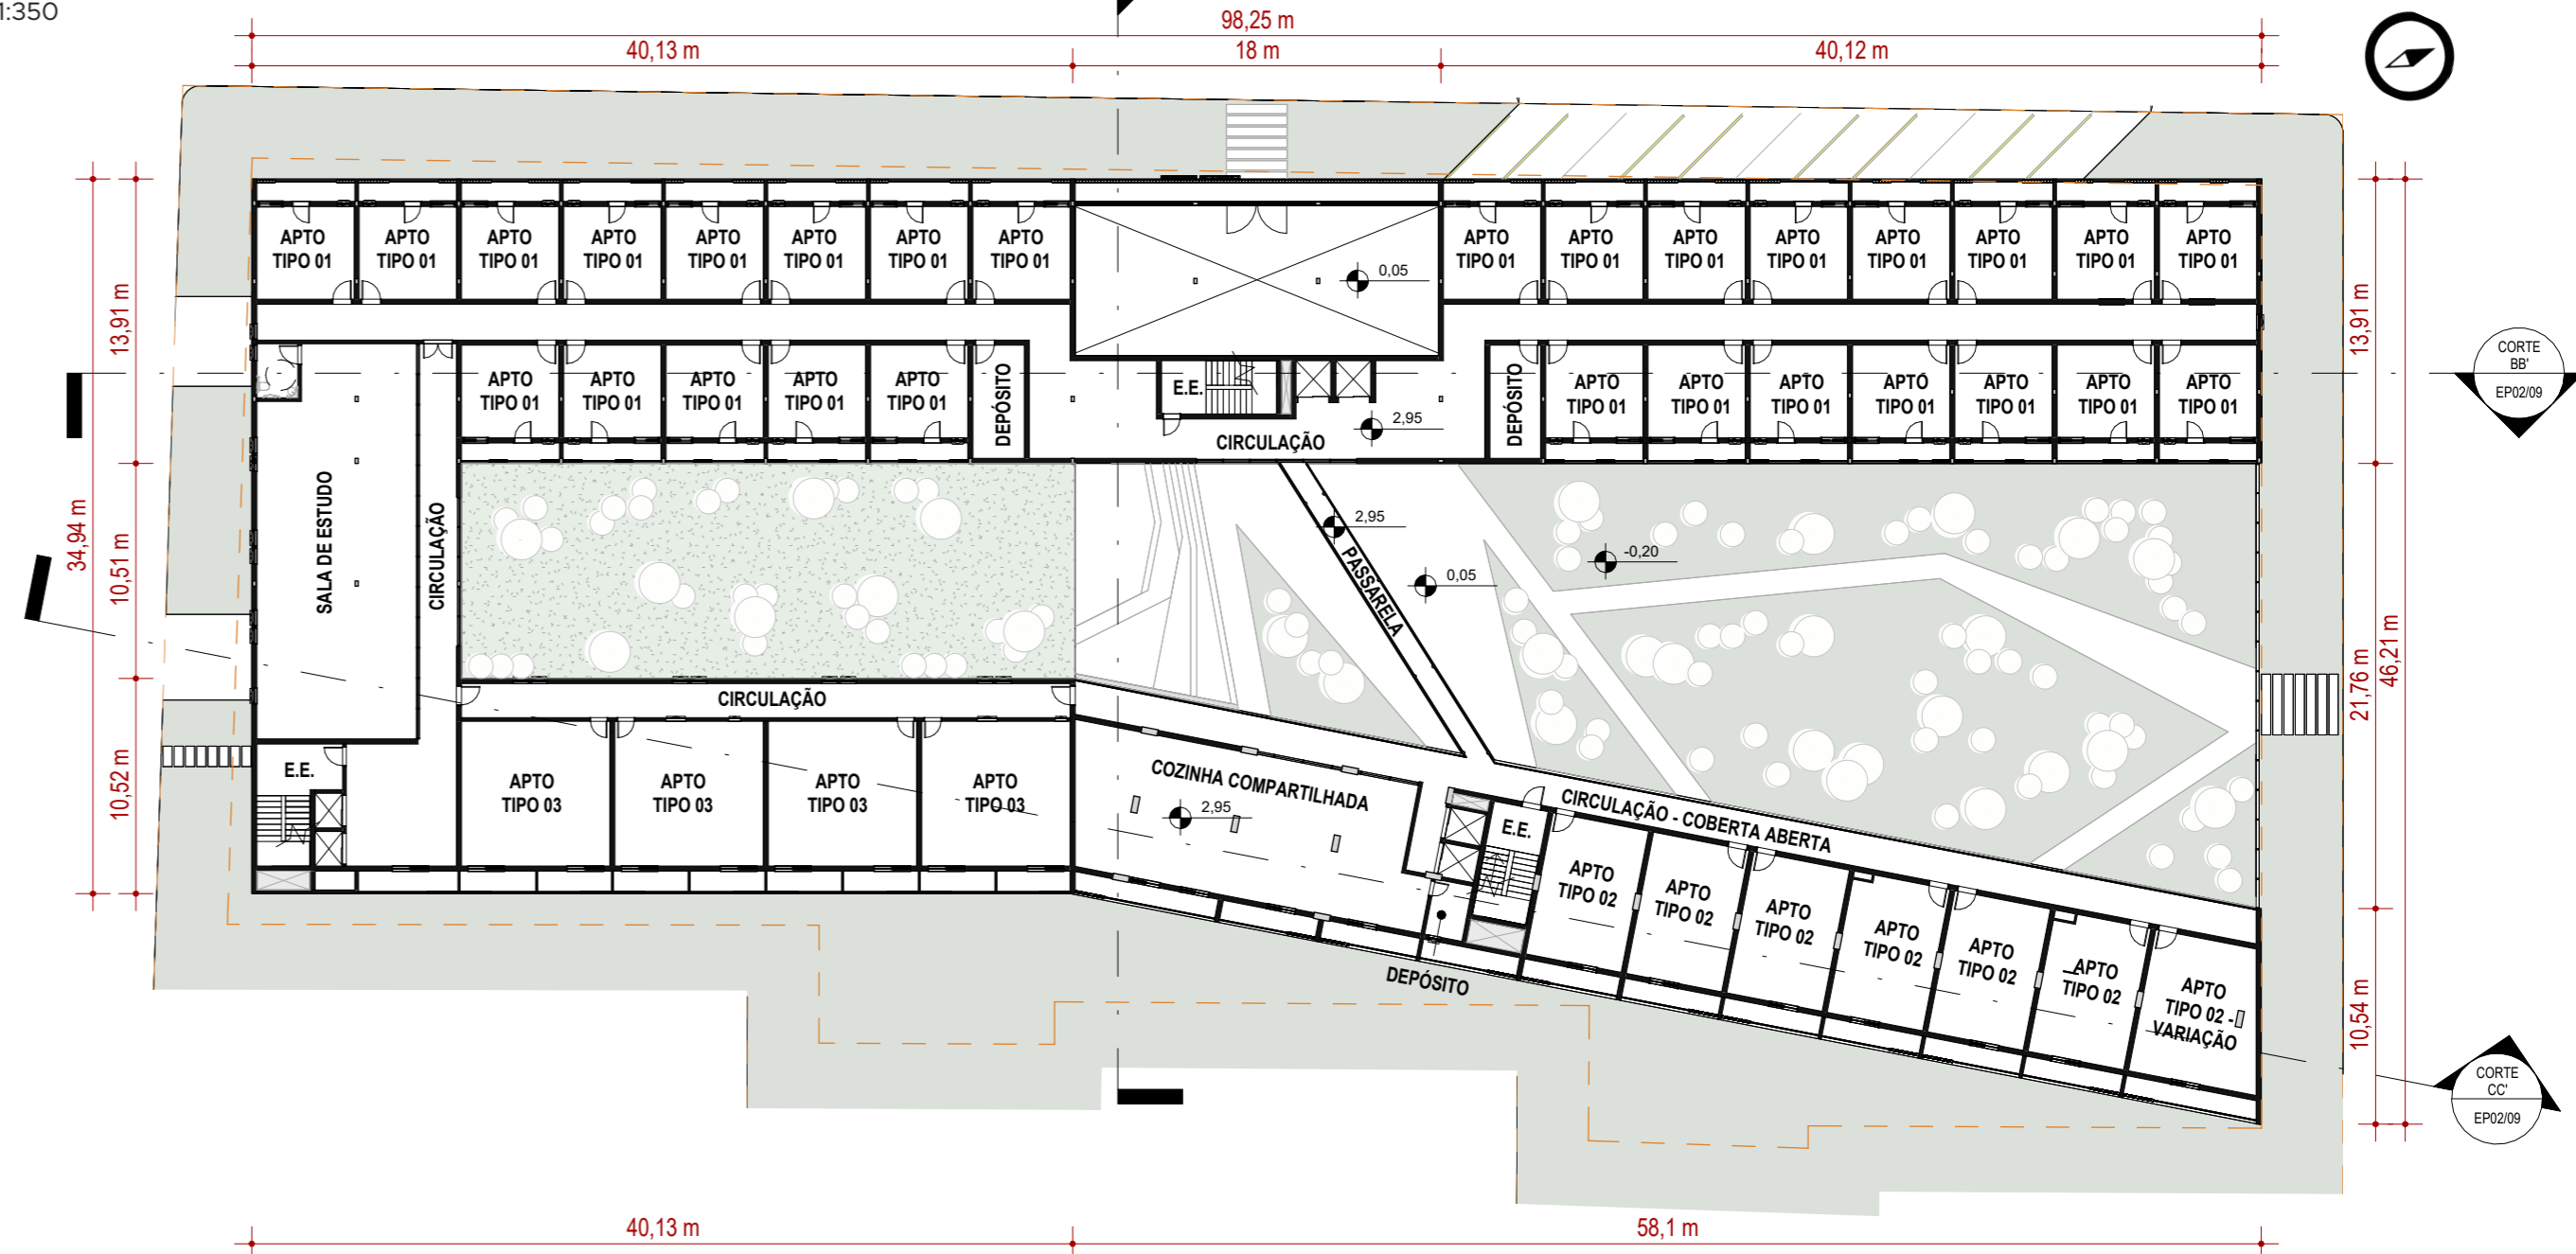 1:350
98,25 m
40,13 m
18 m
40,12 m
APTO
TIPO 01
APTO
TIPO 01
APTO
TIPO 01
APTO
TIPO 01
APTO
TIPO 01
APTO
TIPO 01
APTO
TIPO 01
APTO
TIPO 01
0,05
APTO
TIPO 01
APTO
TIPO 01
APTO
TIPO 01
APTO
TIPO 01
APTO
TIPO 01
APTO
TIPO 01
APTO
TIPO 01
APTO
TIPO 01
13,91 m
13,91 m
CORTE
BB'
EP02/09
APTO
TIPO 01
APTO
TIPO 01
APTO
TIPO 01
APTO
TIPO 01
APTO
TIPO 01
DEPÓSITO
E.E.
2,95
CIRCULAÇÃO
DEPÓSITO
APTO
TIPO 01
APTO
TIPO 01
APTO
TIPO 01
APTO
TIPO 01
APTO
TIPO 01
APTO
TIPO 01
APTO
TIPO 01
34,94 m
10,51 m
SALA DE ESTUDO
CIRCULAÇÃO
2,95
PASSARELA
0,05
-0,20
21,76 m
46,21 m
CIRCULAÇÃO
10,52 m
E.E.
APTO
TIPO 03
APTO
TIPO 03
APTO
TIPO 03
APTO
TIPO 03
COZINHA COMPARTILHADA
2,95
E.E.
CIRCULAÇÃO - COBERTA ABERTA
DEPÓSITO
APTO
TIPO 02
APTO
TIPO 02
APTO
TIPO 02
APTO
TIPO 02
APTO
TIPO 02
APTO
TIPO 02
APTO
TIPO 02 -
VARIAÇÃO
10,54 m
CORTE
CC'
EP02/09
40,13 m
58,1 m